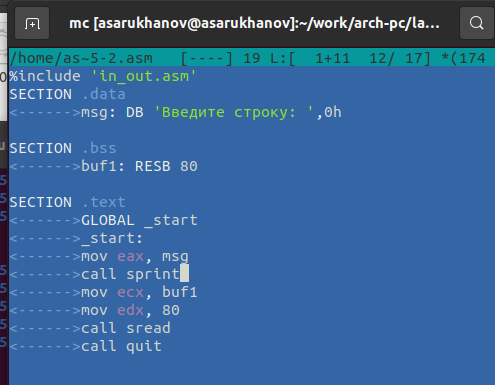 mc [asarukhanov@asarukhanov]:~/work/arch-pc/la...
/home/as~5-2.asm [----] 19 L:[ 1+11 12/ 17] *(174
%include 'in_out.asm'
SECTION .data
<------>msg: DB 'Введите строку: ',0h
SECTION .bss
<------>buf1: RESB 80
SECTION .text
<------>GLOBAL _start
<------>_start:
<------>mov eax, msg
<------>call sprint
<------>mov ecx, buf1
<------>mov edx, 80
<------>call sread
<------>call quit